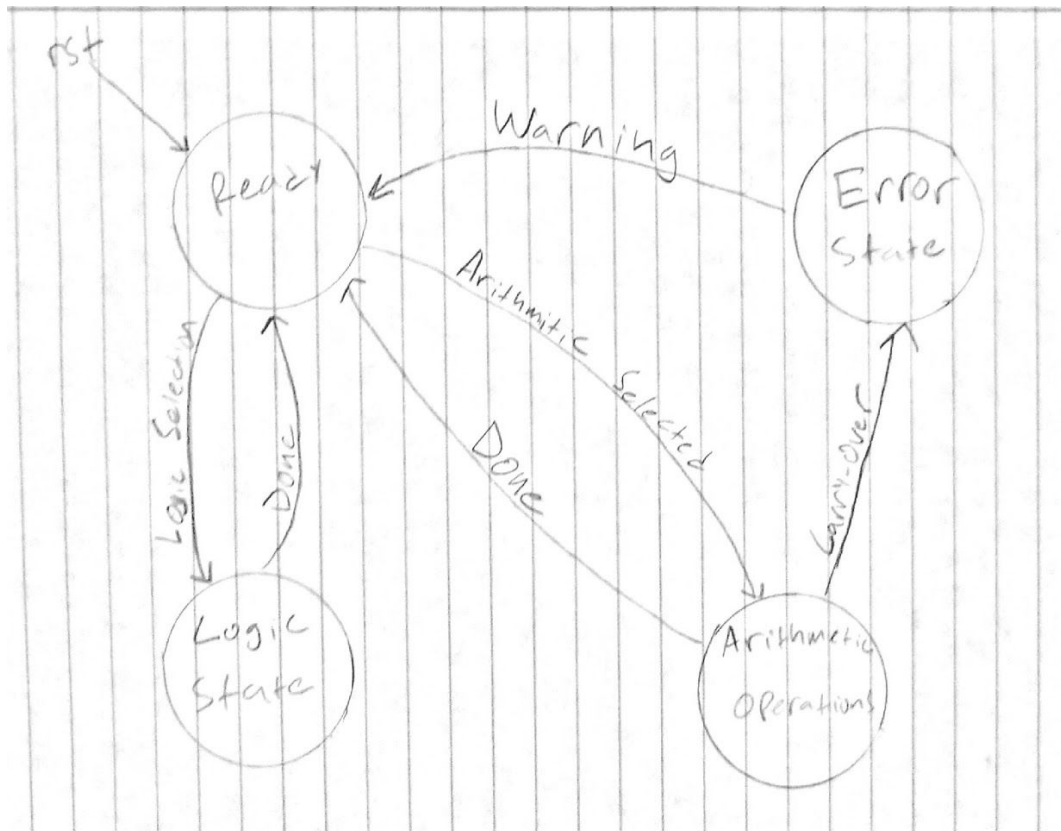 rst
Ready
Warning
Error
State
Arithmitic Selected
Logic Selection
Done
Done
Carry-Over
Logic
State
Arithmetic
Operations